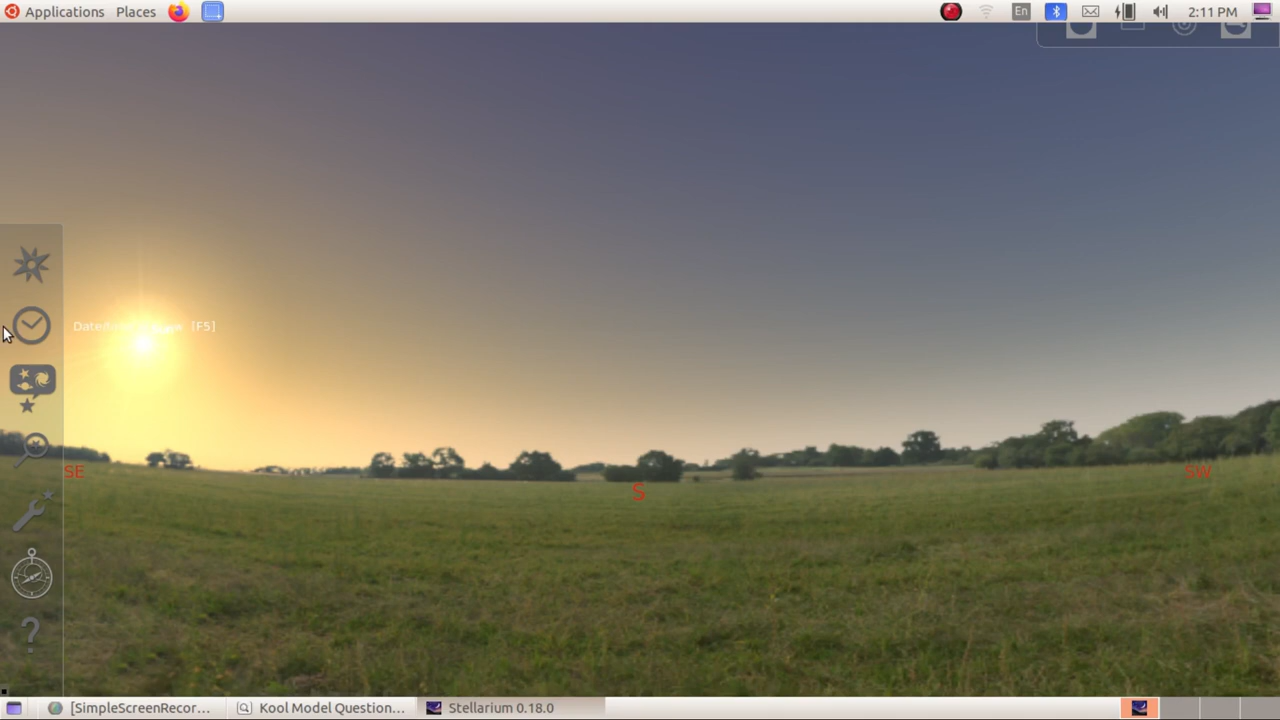 Applications Places En 2:11 PM
[F5]
SE
S
SW
[SimpleScreenRecor... Kool Model Question... Stellarium 0.18.0